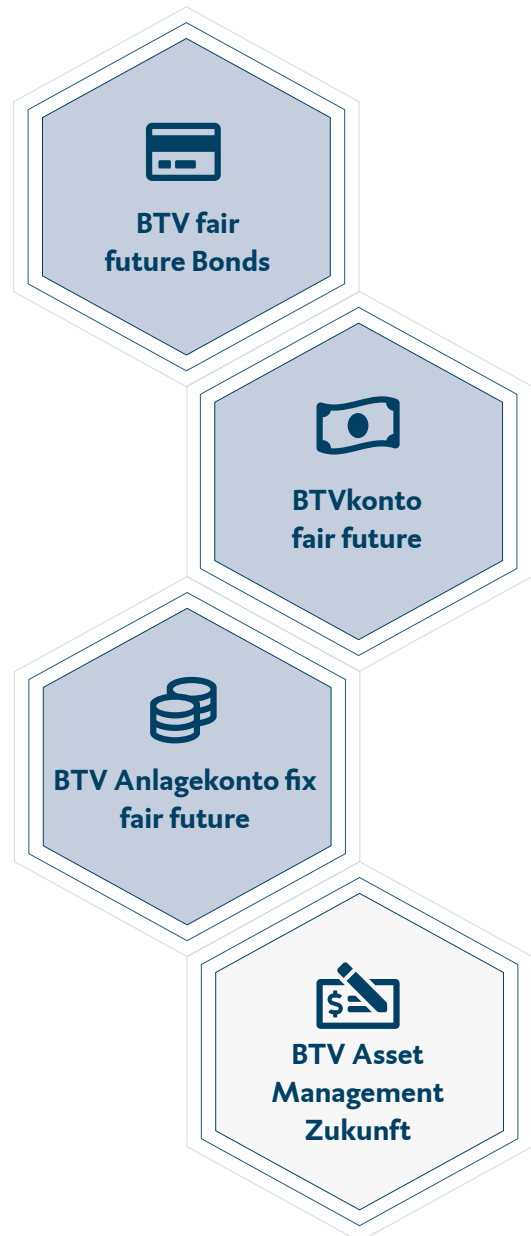 BTV fair
future Bonds
BTVkonto
fair future
BTV Anlagekonto fix
fair future
$
BTV Asset
Management
Zukunft